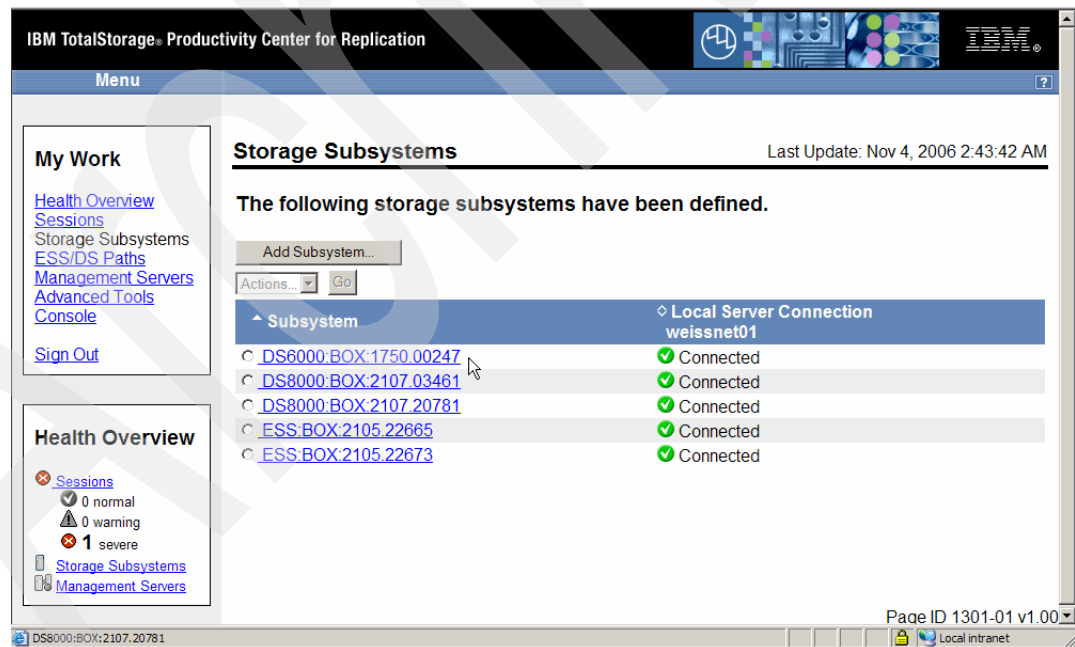 IBM TotalStorage® Productivity Center for Replication
IBM®
Menu
?
My Work
Health Overview
Sessions
Storage Subsystems
ESS/DS Paths
Management Servers
Advanced Tools
Console
Sign Out
Health Overview
Sessions
0 normal
0 warning
1 severe
Storage Subsystems
Management Servers
Storage Subsystems
Last Update: Nov 4, 2006 2:43:42 AM
The following storage subsystems have been defined.
Add Subsystem...
Actions... Go
Subsystem Local Server Connection
weissnet01
DS6000:BOX:1750.00247 Connected
DS8000:BOX:2107.03461 Connected
DS8000:BOX:2107.20781 Connected
ESS:BOX:2105.22665 Connected
ESS:BOX:2105.22673 Connected
Page ID 1301-01 v1.00
DS8000:BOX:2107.20781
Local intranet